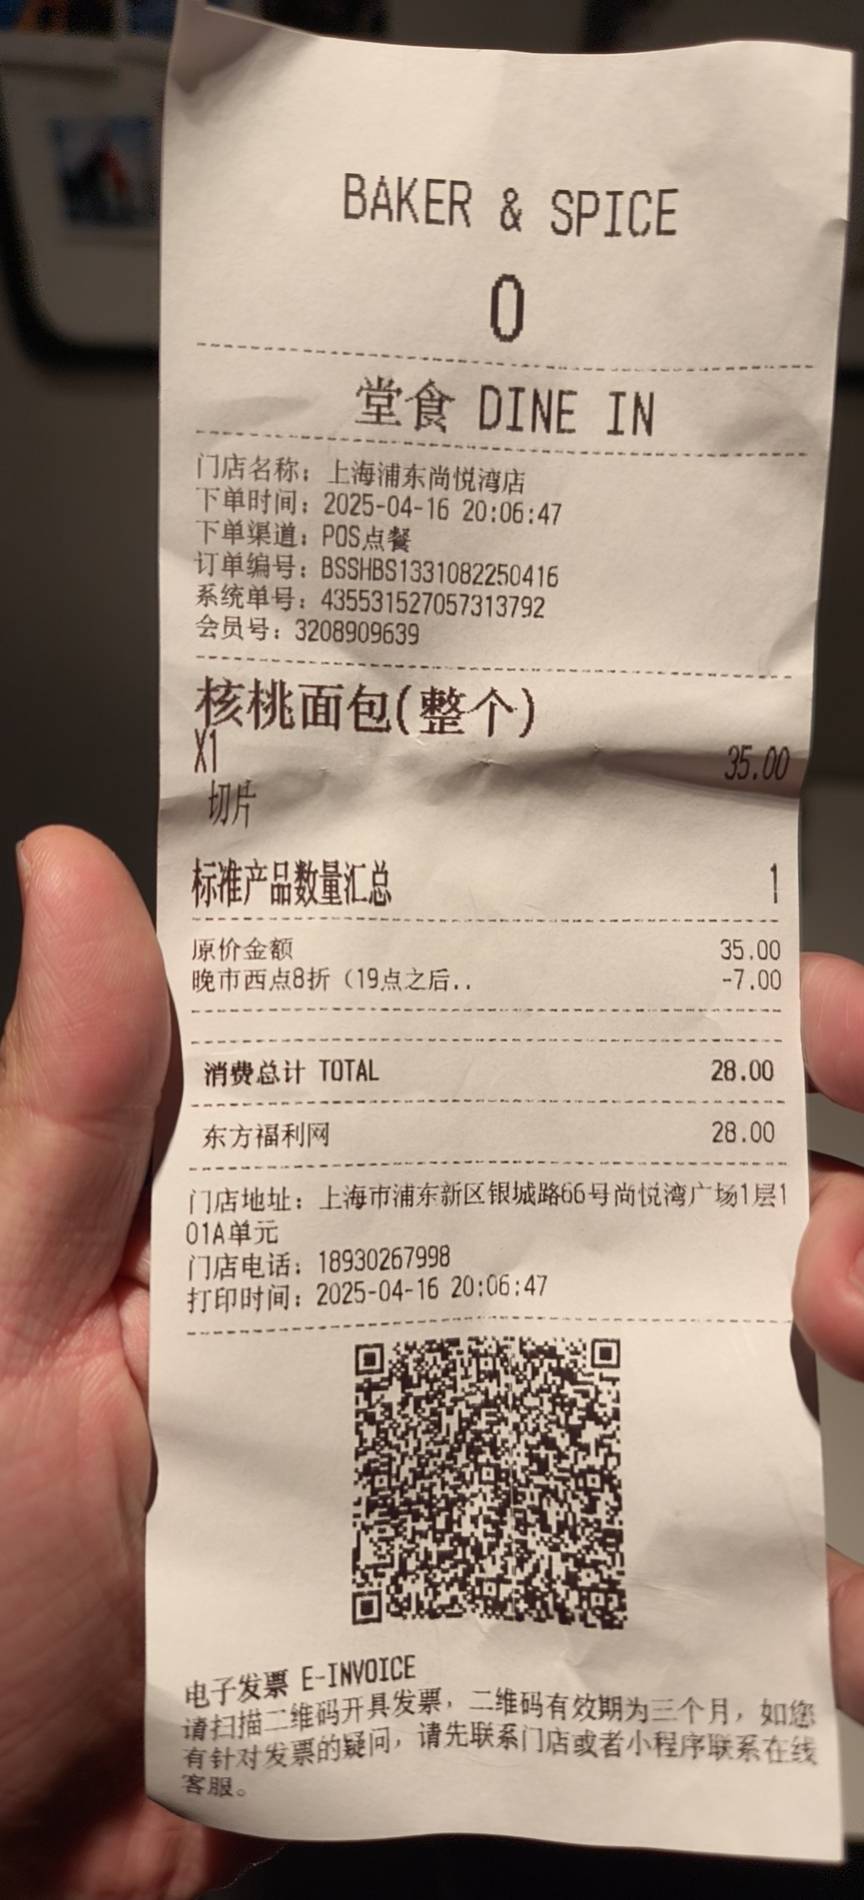 BAKER & SPICE
0
堂食 DINE IN
门店名称：上海浦东尚悦湾店
下单时间：2025-04-16 20:06:47
下单渠道：POS点餐
订单编号：BSSHBS1331082250416
系统单号：435531527057313792
会员号：3208909639
核桃面包(整个)
X1 35.00
切片
标准产品数量汇总 1
原价金额 35.00
晚市西点8折（19点之后.. -7.00
消费总计 TOTAL 28.00
东方福利网 28.00
门店地址：上海市浦东新区银城路66号尚悦湾广场1层1
01A单元
门店电话：18930267998
打印时间：2025-04-16 20:06:47
电子发票 E-INVOICE
请扫描二维码开具发票，二维码有效期为三个月，如您
有针对发票的疑问，请先联系门店或者小程序联系在线
客服。